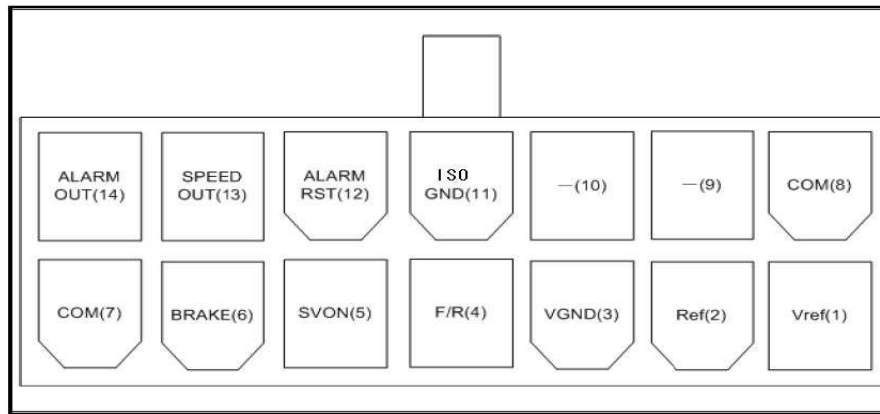 ALARM
OUT(14)
SPEED
OUT(13)
ALARM
RST(12)
ISO
GND(11)
—(10)
—(9)
COM(8)
COM(7)
BRAKE(6)
SVON(5)
F/R(4)
VGND(3)
Ref(2)
Vref(1)